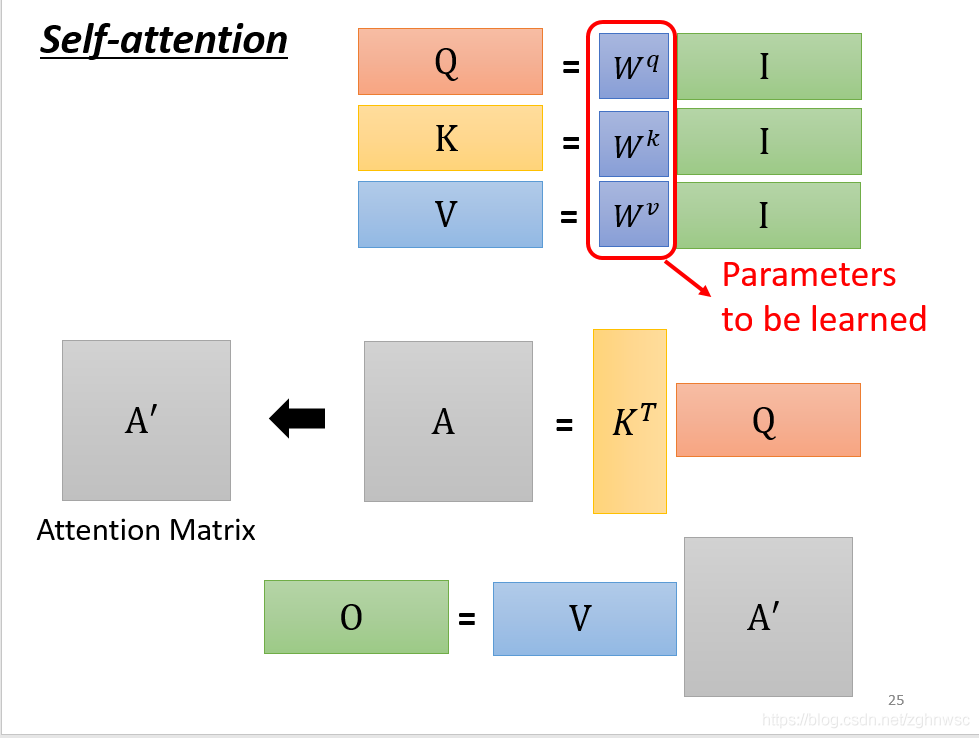 Self-attention
Q = W^q I
K = W^k I
V = W^v I
Parameters
to be learned
A′ A = K^T Q
Attention Matrix
O = V A′
25
https://blog.csdn.net/zghnwsc